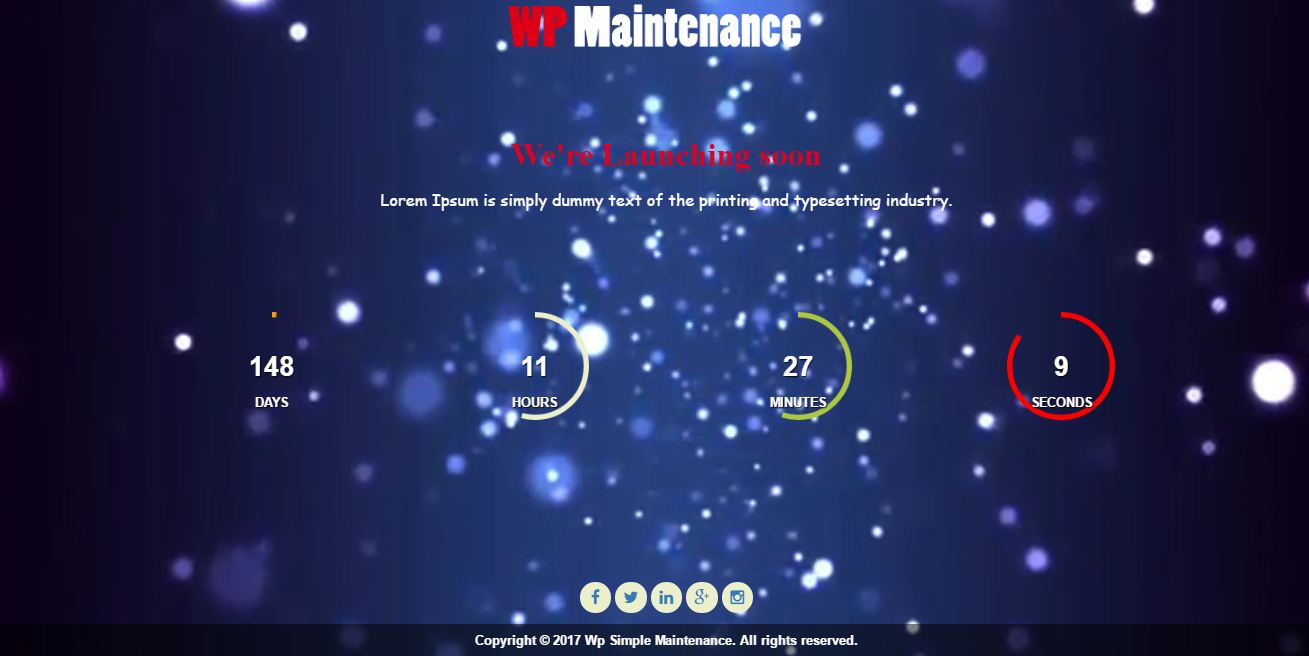 WP Maintenance
We're Launching soon
Lorem Ipsum is simply dummy text of the printing and typesetting industry.
148 11 27 9
DAYS HOURS MINUTES SECONDS
Copyright © 2017 Wp Simple Maintenance. All rights reserved.